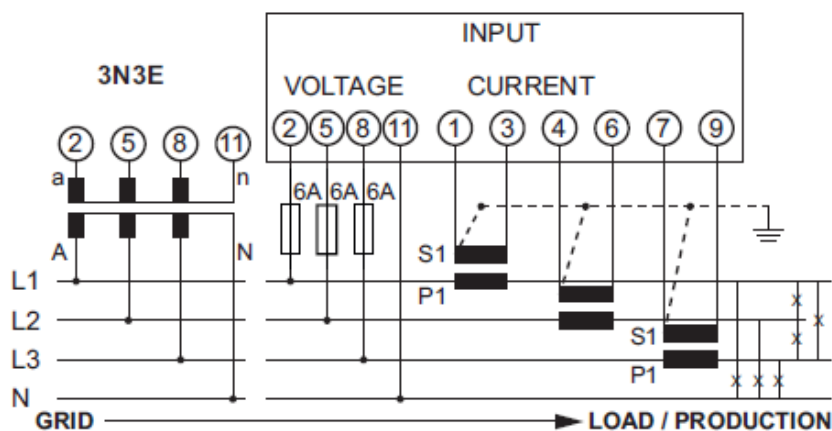 INPUT
3N3E
VOLTAGE CURRENT
2 5 8 11
2 5 8 11 1 3 4 6 7 9
a n
6A 6A 6A
A N
S1
L1
P1
L2
S1
L3
P1
x x x
x x x
N
GRID LOAD / PRODUCTION